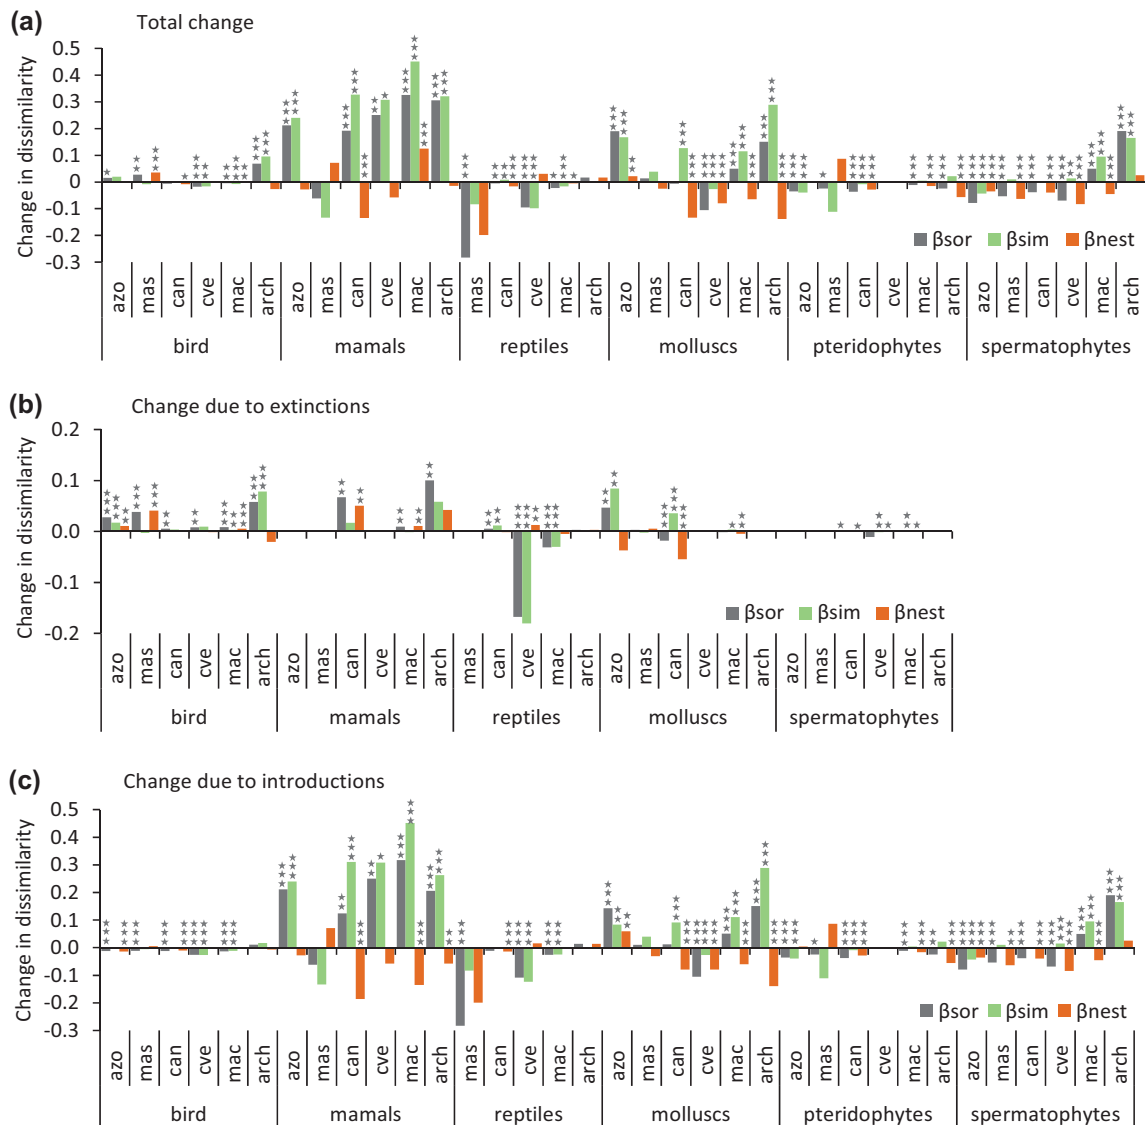 (a)
Total change
Change in dissimilarity
0.5
0.4
0.3
0.2
0.1
0
-0.1
-0.2
-0.3
βsor βsim βnest
azo mas can cve mac arch azo mas can cve mac arch mas can cve mac arch azo mas can cve mac arch azo mas can cve mac arch azo mas can cve mac arch
bird mamals reptiles molluscs pteridophytes spermatophytes
(b)
Change due to extinctions
Change in dissimilarity
0.2
0.1
0.0
-0.1
-0.2
βsor βsim βnest
azo mas can cve mac arch azo mas can cve mac arch mas can cve mac arch azo mas can cve mac arch azo mas can cve mac arch
bird mamals reptiles molluscs spermatophytes
(c)
Change due to introductions
Change in dissimilarity
0.5
0.4
0.3
0.2
0.1
0.0
-0.1
-0.2
-0.3
βsor βsim βnest
azo mas can cve mac arch azo mas can cve mac arch mas can cve mac arch azo mas can cve mac arch azo mas can cve mac arch azo mas can cve mac arch
bird mamals reptiles molluscs pteridophytes spermatophytes